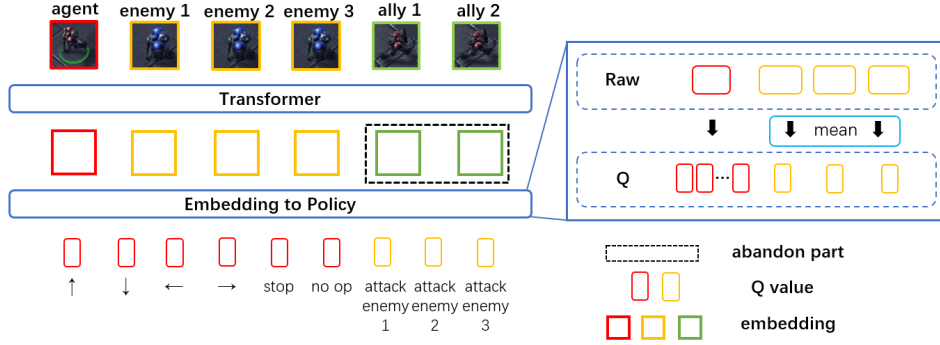 agent enemy 1 enemy 2 enemy 3 ally 1 ally 2
Transformer
Embedding to Policy
↑ ↓ ← → stop no op attack enemy 1 attack enemy 2 attack enemy 3
Raw
mean
Q ...
abandon part
Q value
embedding